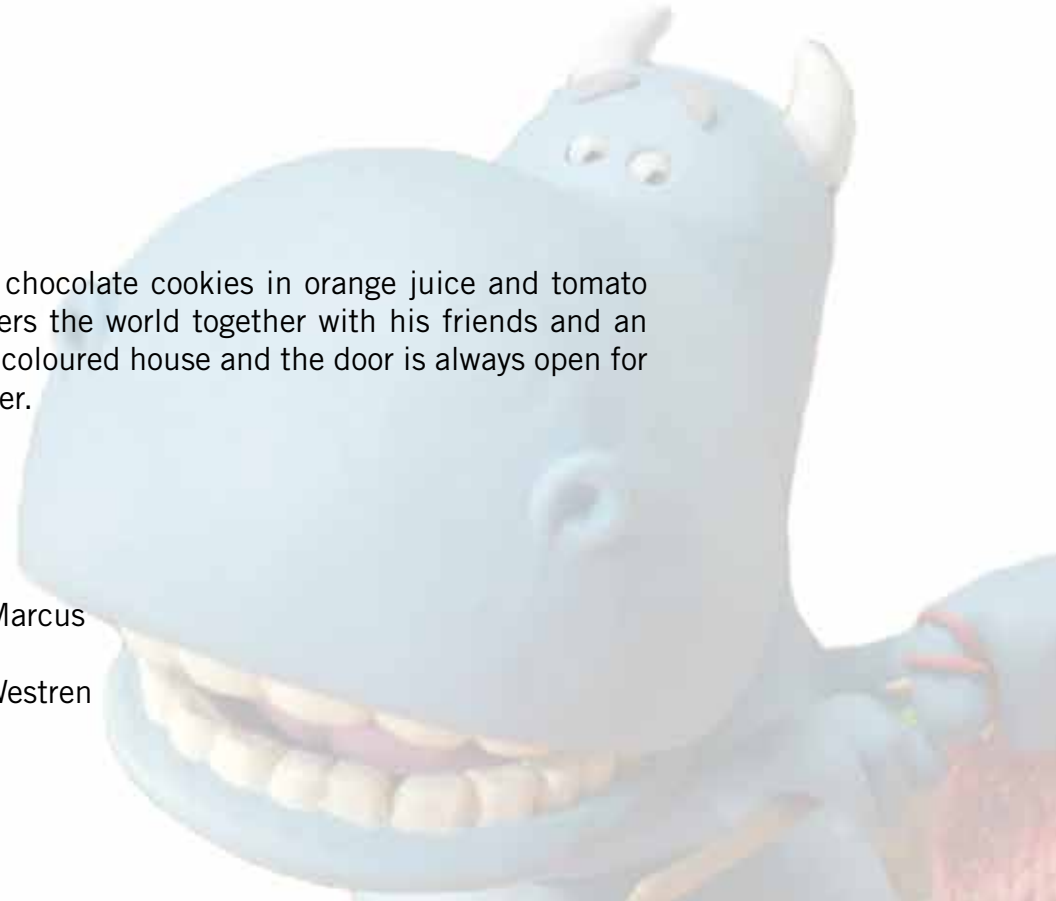 chocolate cookies in orange juice and tomato
ers the world together with his friends and an
coloured house and the door is always open for
er.
Marcus
Westren